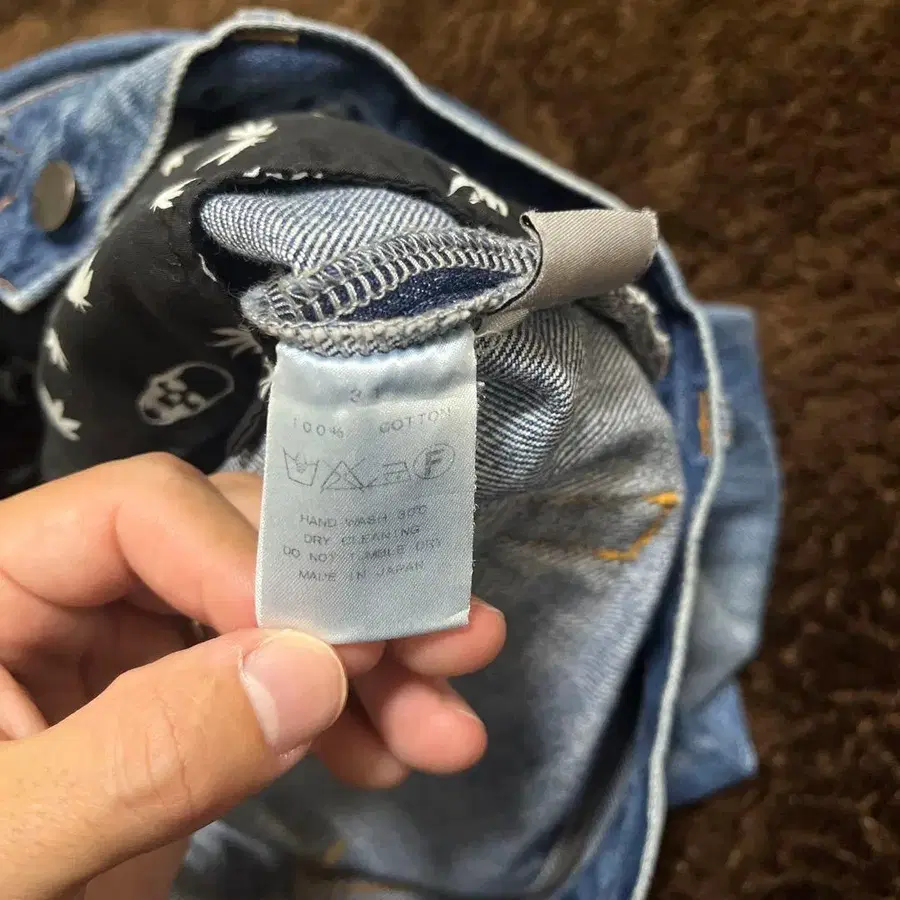 31
100% COTTON
F
HAND WASH 30C
DRY CLEANING
DO NOT TUMBLE DRY
MADE IN JAPAN